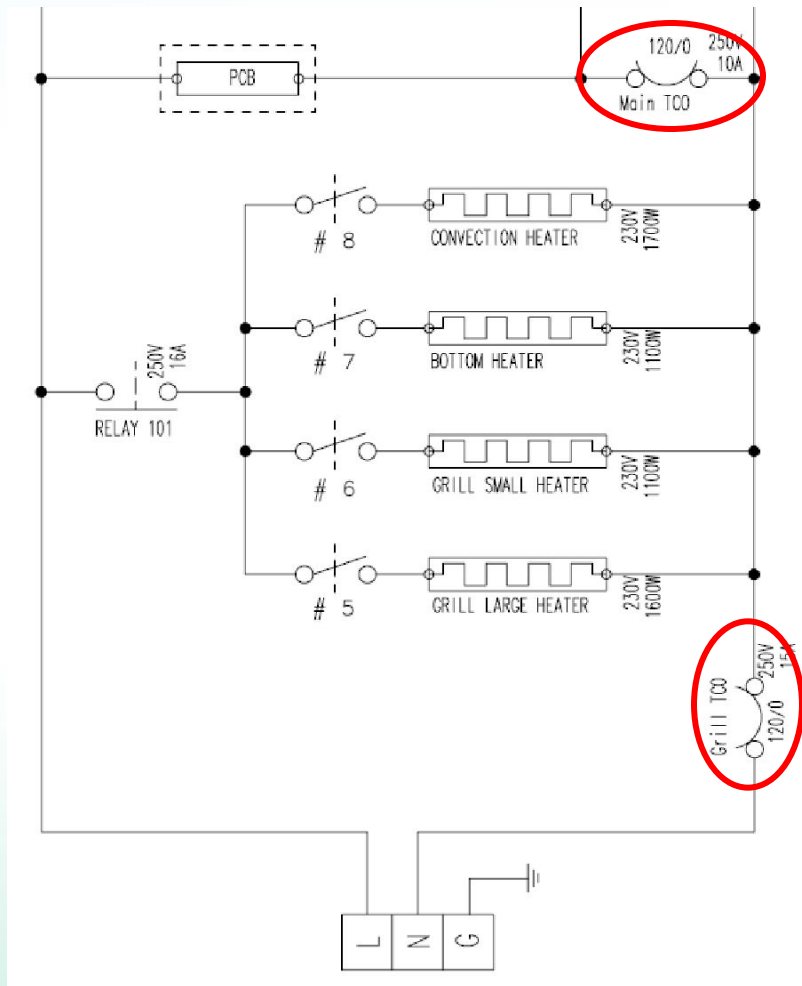 120/0 250V
10A
PCB
Main TCO
# 8
CONVECTION HEATER
230V
1700W
# 7
BOTTOM HEATER
230V
1100W
250V
16A
RELAY 101
# 6
GRILL SMALL HEATER
230V
1100W
# 5
GRILL LARGE HEATER
230V
1600W
Grill TCO
120/0
250V
15A
L N G